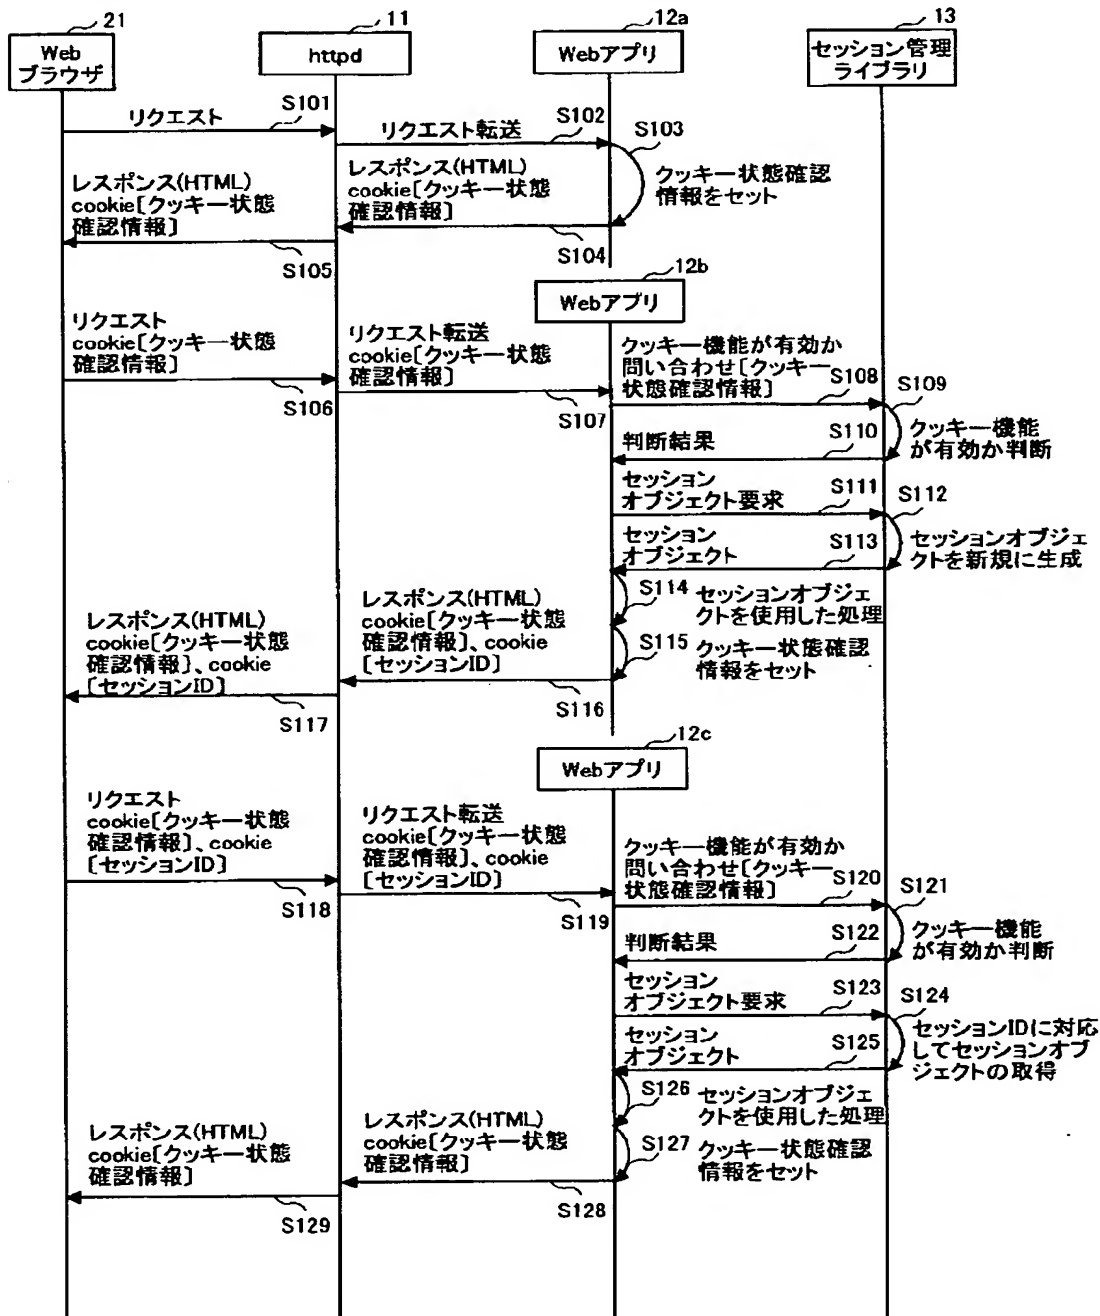 21
Web
ブラウザ
11
httpd
12a
Webアプリ
13
セッション管理
ライブラリ
リクエスト
S101
リクエスト転送
S102
S103
クッキー状態確認
情報をセット
レスポンス(HTML)
cookie[クッキー状態
確認情報]
S104
レスポンス(HTML)
cookie[クッキー状態
確認情報]
S105
12b
Webアプリ
リクエスト
cookie[クッキー状態
確認情報]
S106
リクエスト転送
cookie[クッキー状態
確認情報]
S107
クッキー機能が有効か
問い合わせ[クッキー
状態確認情報]
S108
S109
クッキー機能
が有効か判断
判断結果
S110
セッション
オブジェクト要求
S111
S112
セッションオブジェ
クトを新規に生成
セッション
オブジェクト
S113
S114
セッションオブジェ
クトを使用した処理
S115
クッキー状態確認
情報をセット
レスポンス(HTML)
cookie[クッキー状態
確認情報]、cookie
[セッションID]
S116
レスポンス(HTML)
cookie[クッキー状態
確認情報]、cookie
[セッションID]
S117
12c
Webアプリ
リクエスト
cookie[クッキー状態
確認情報]、cookie
[セッションID]
S118
リクエスト転送
cookie[クッキー状態
確認情報]、cookie
[セッションID]
S119
クッキー機能が有効か
問い合わせ[クッキー
状態確認情報]
S120
S121
クッキー機能
が有効か判断
判断結果
S122
セッション
オブジェクト要求
S123
S124
セッションIDに対応
してセッションオブ
ジェクトの取得
セッション
オブジェクト
S125
S126
セッションオブジェ
クトを使用した処理
S127
クッキー状態確認
情報をセット
レスポンス(HTML)
cookie[クッキー状態
確認情報]
S128
レスポンス(HTML)
cookie[クッキー状態
確認情報]
S129